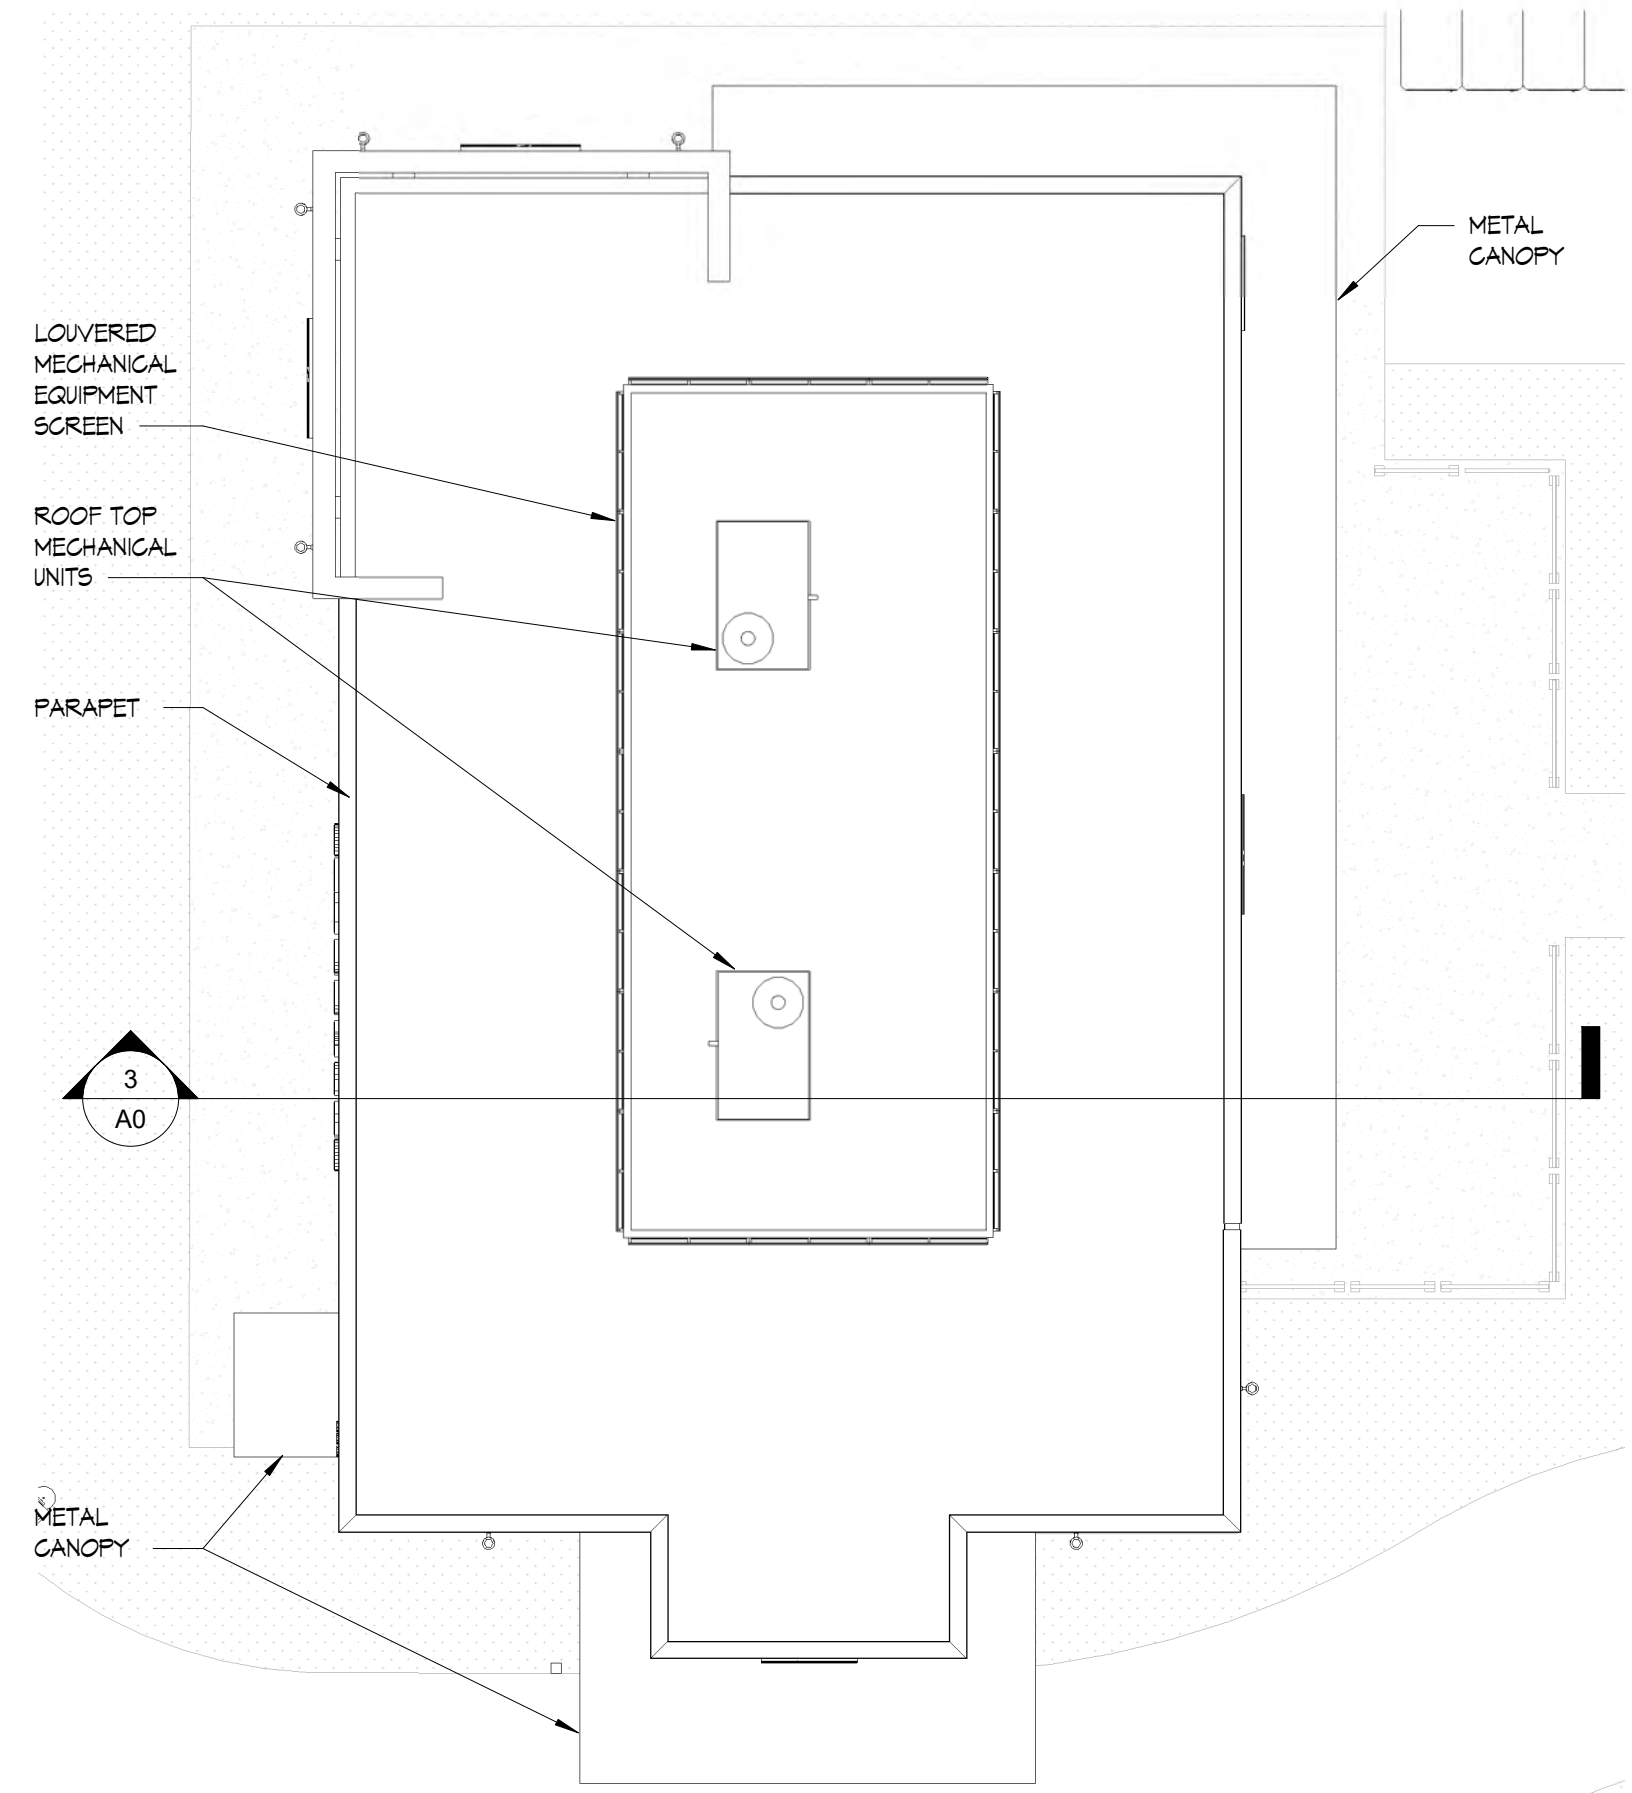 METAL
CANOPY
LOUVERED
MECHANICAL
EQUIPMENT
SCREEN
ROOF TOP
MECHANICAL
UNITS
PARAPET
3
A0
METAL
CANOPY